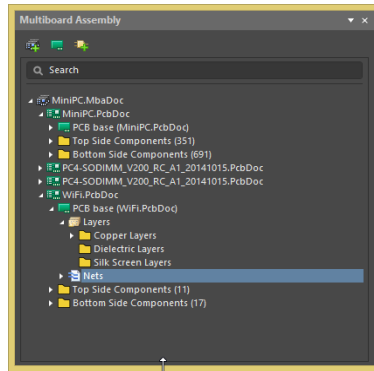 Multiboard Assembly
Search
MiniPC.MbaDoc
MiniPC.PcbDoc
PCB base (MiniPC.PcbDoc)
Top Side Components (351)
Bottom Side Components (691)
PC4-SODIMM_V200_RC_A1_20141015.PcbDoc
PC4-SODIMM_V200_RC_A1_20141015.PcbDoc
WiFi.PcbDoc
PCB base (WiFi.PcbDoc)
Layers
Copper Layers
Dielectric Layers
Silk Screen Layers
Nets
Top Side Components (11)
Bottom Side Components (17)